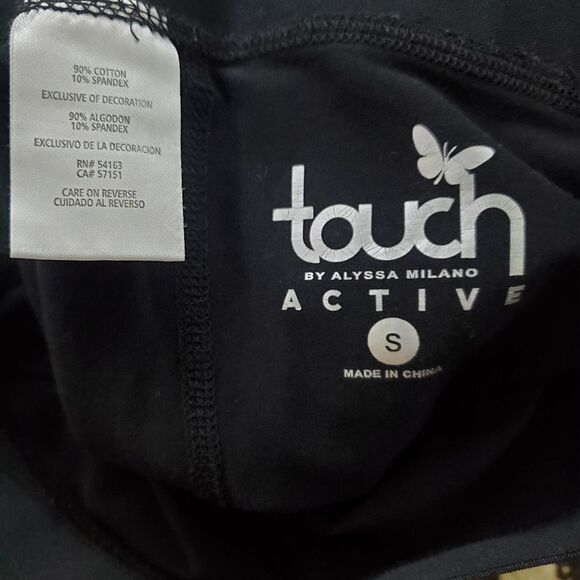 90% COTTON
10% SPANDEX
EXCLUSIVE OF DECORATION
90% ALGODON
10% SPANDEX
EXCLUSIVO DE LA DECORACION
RN# 54163
CA# 57151
CARE ON REVERSE
CUIDADO AL REVERSO
touch
BY ALYSSA MILANO
ACTIVE
S
MADE IN CHINA